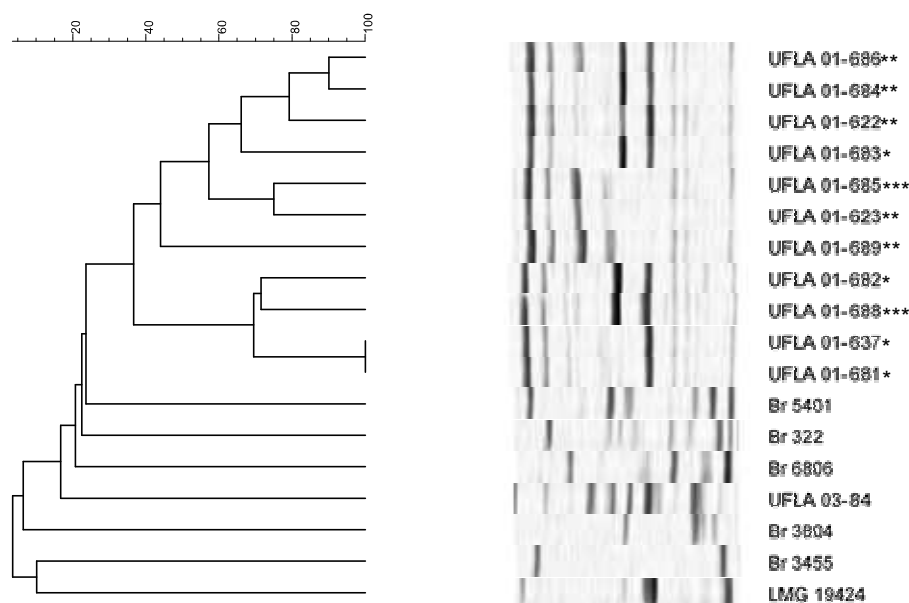 20 40 60 80 100
UFLA 01-686**
UFLA 01-684**
UFLA 01-622**
UFLA 01-693*
UFLA 01-685***
UFLA 01-623**
UFLA 01-689**
UFLA 01-682*
UFLA 01-688***
UFLA 01-637*
UFLA 01-681*
Br 5401
Br 322
Br 6806
UFLA 03-84
Br 3804
Br 3455
LMG 19424